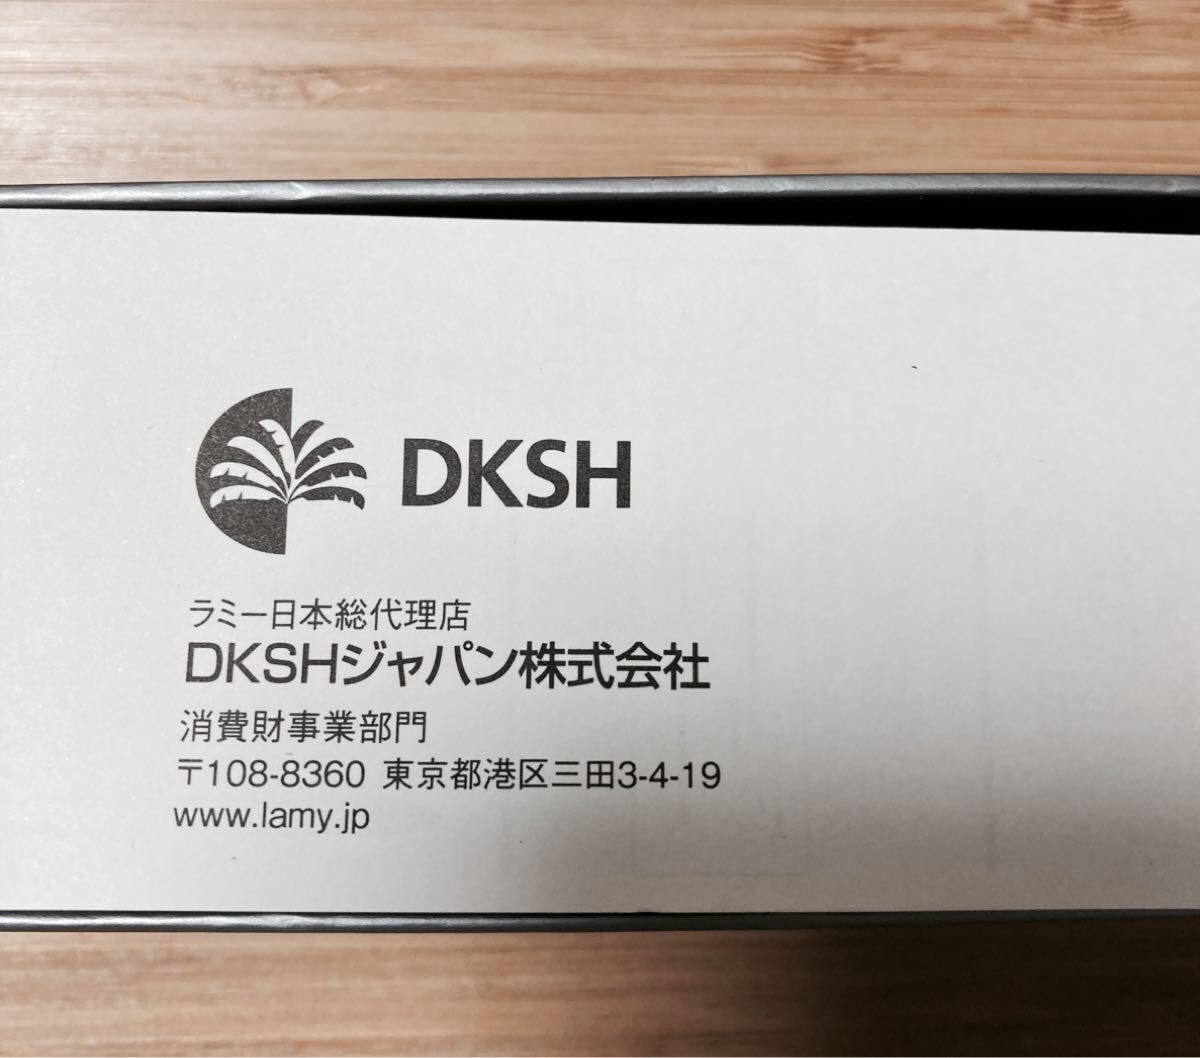 DKSH
ラミー日本総代理店
DKSHジャパン株式会社
消費財事業部門
〒108-8360 東京都港区三田3-4-19
www.lamy.jp